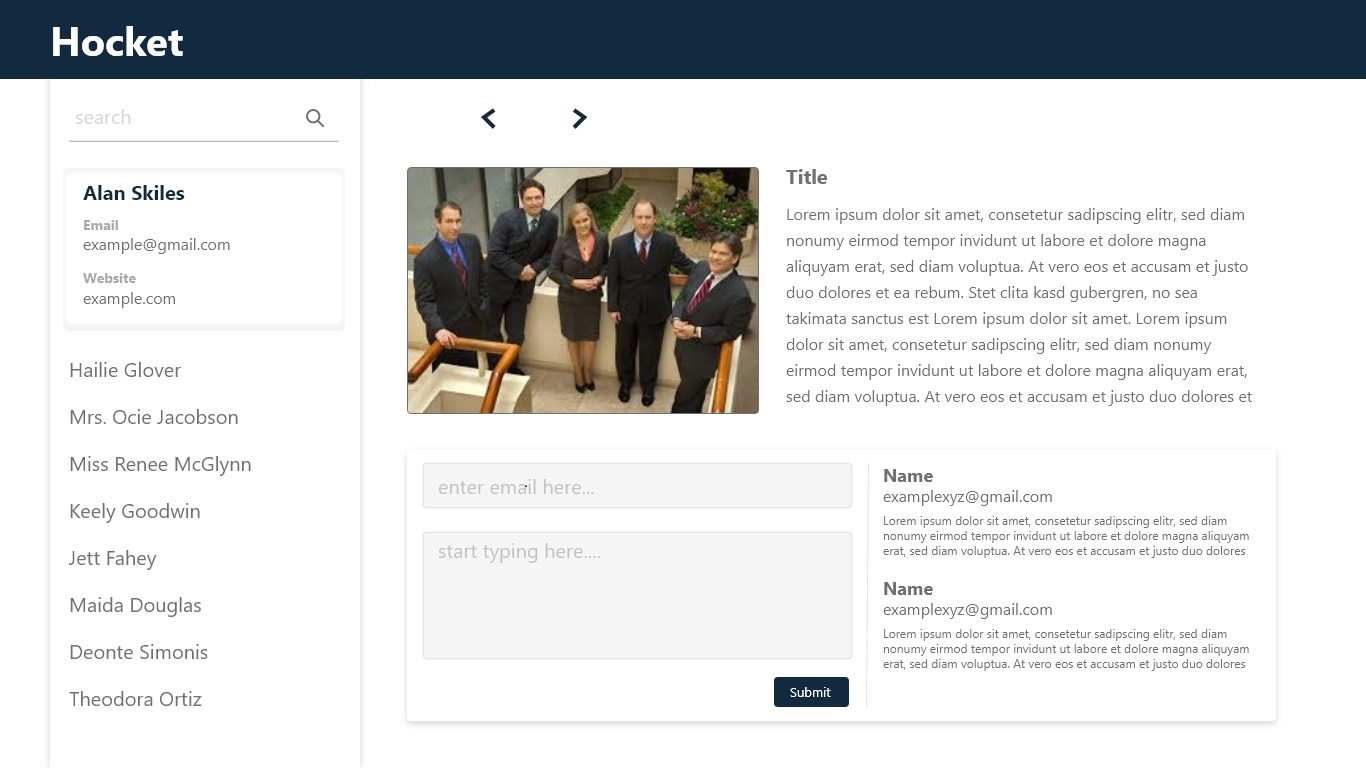 Hocket
search
Alan Skiles
Email
example@gmail.com
Website
example.com
Hailie Glover
Mrs. Ocie Jacobson
Miss Renee McGlynn
Keely Goodwin
Jett Fahey
Maida Douglas
Deonte Simonis
Theodora Ortiz
Title
Lorem ipsum dolor sit amet, consetetur sadipscing elitr, sed diam
nonumy eirmod tempor invidunt ut labore et dolore magna
aliquyam erat, sed diam voluptua. At vero eos et accusam et justo
duo dolores et ea rebum. Stet clita kasd gubergren, no sea
takimata sanctus est Lorem ipsum dolor sit amet. Lorem ipsum
dolor sit amet, consetetur sadipscing elitr, sed diam nonumy
eirmod tempor invidunt ut labore et dolore magna aliquyam erat,
sed diam voluptua. At vero eos et accusam et justo duo dolores et
enter email here...
start typing here....
Submit
Name
examplexyz@gmail.com
Lorem ipsum dolor sit amet, consetetur sadipscing elitr, sed diam
nonumy eirmod tempor invidunt ut labore et dolore magna aliquyam
erat, sed diam voluptua. At vero eos et accusam et justo duo dolores
Name
examplexyz@gmail.com
Lorem ipsum dolor sit amet, consetetur sadipscing elitr, sed diam
nonumy eirmod tempor invidunt ut labore et dolore magna aliquyam
erat, sed diam voluptua. At vero eos et accusam et justo duo dolores